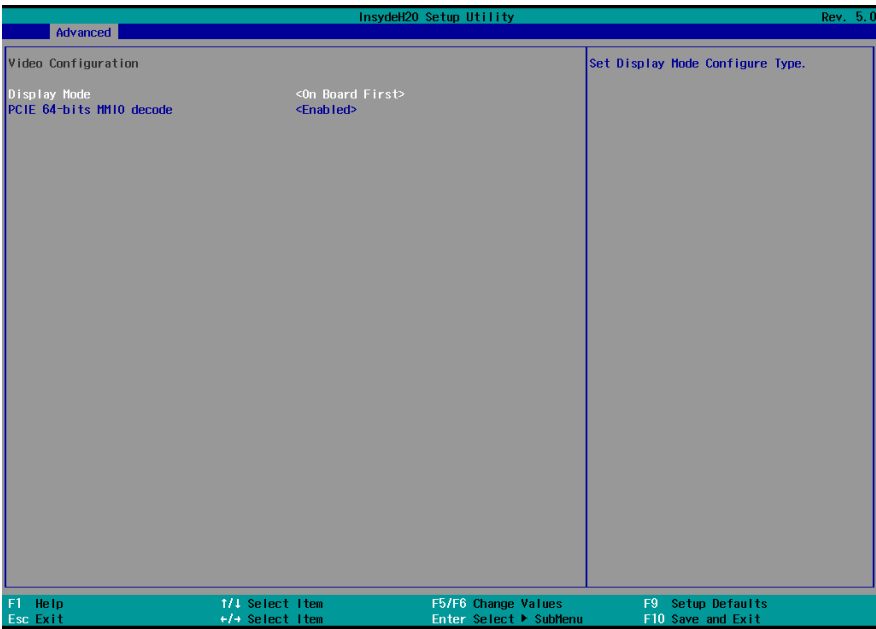 InsydeH20 Setup Utility Rev. 5.0
Advanced
Video Configuration
Set Display Mode Configure Type.
Display Mode <On Board First>
PCIE 64-bits MMIO decode <Enabled>
F1 Help ↑/↓ Select Item F5/F6 Change Values F9 Setup Defaults
Esc Exit ←/→ Select Item Enter Select ▶ SubMenu F10 Save and Exit